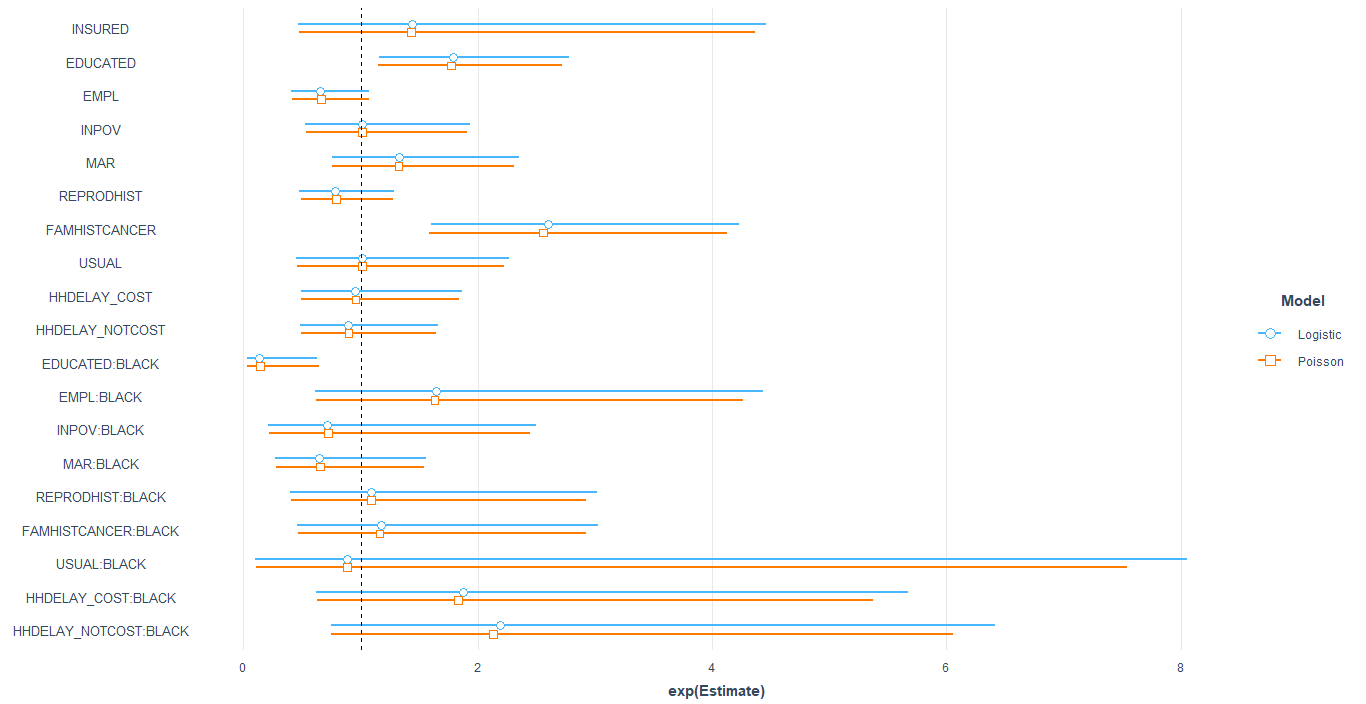 INSURED
EDUCATED
EMPL
INPOV
MAR
REPRODHIST
FAMHISTCANCER
USUAL
HHDELAY_COST
HHDELAY_NOTCOST
EDUCATED:BLACK
EMPL:BLACK
INPOV:BLACK
MAR:BLACK
REPRODHIST:BLACK
FAMHISTCANCER:BLACK
USUAL:BLACK
HHDELAY_COST:BLACK
HHDELAY_NOTCOST:BLACK
0 2 4 6 8
exp(Estimate)
Model
Logistic
Poisson